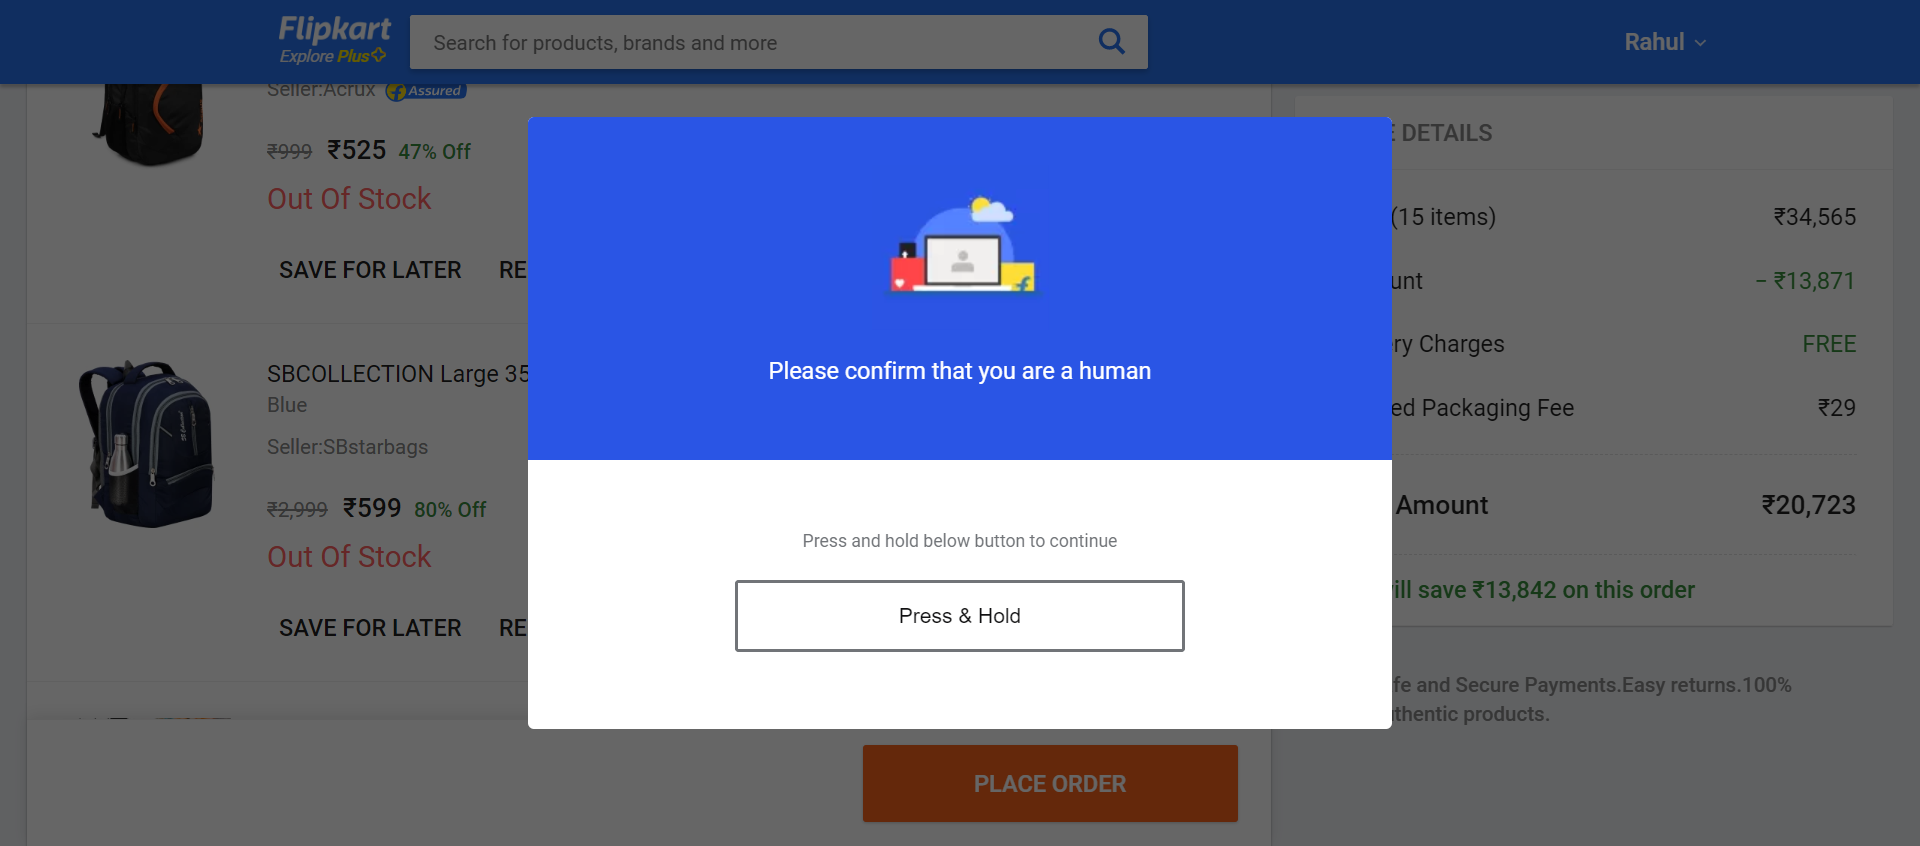 Flipkart
Explore Plus
Search for products, brands and more
Rahul
Seller:Acrux Assured
₹999 ₹525 47% Off
Out Of Stock
SAVE FOR LATER RE
SBCOLLECTION Large 35
Blue
Seller:SBstarbags
₹2,999 ₹599 80% Off
Out Of Stock
SAVE FOR LATER RE
Please confirm that you are a human
Press and hold below button to continue
Press & Hold
PLACE ORDER
E DETAILS
(15 items) ₹34,565
unt − ₹13,871
ry Charges FREE
ed Packaging Fee ₹29
Amount ₹20,723
ill save ₹13,842 on this order
fe and Secure Payments.Easy returns.100%
thentic products.